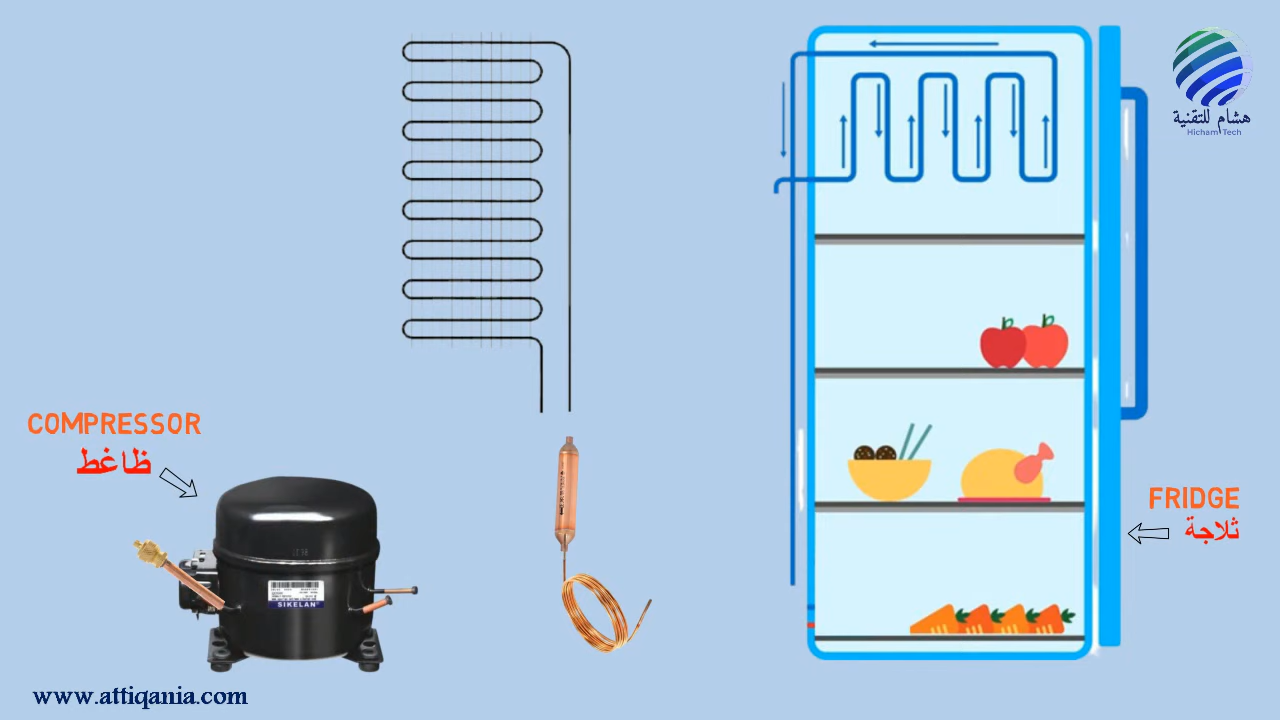 هشام للتقنية
Hicham Tech
COMPRESSOR
ظاغط
FRIDGE
ثلاجة
SIKELAN
www.attiqania.com